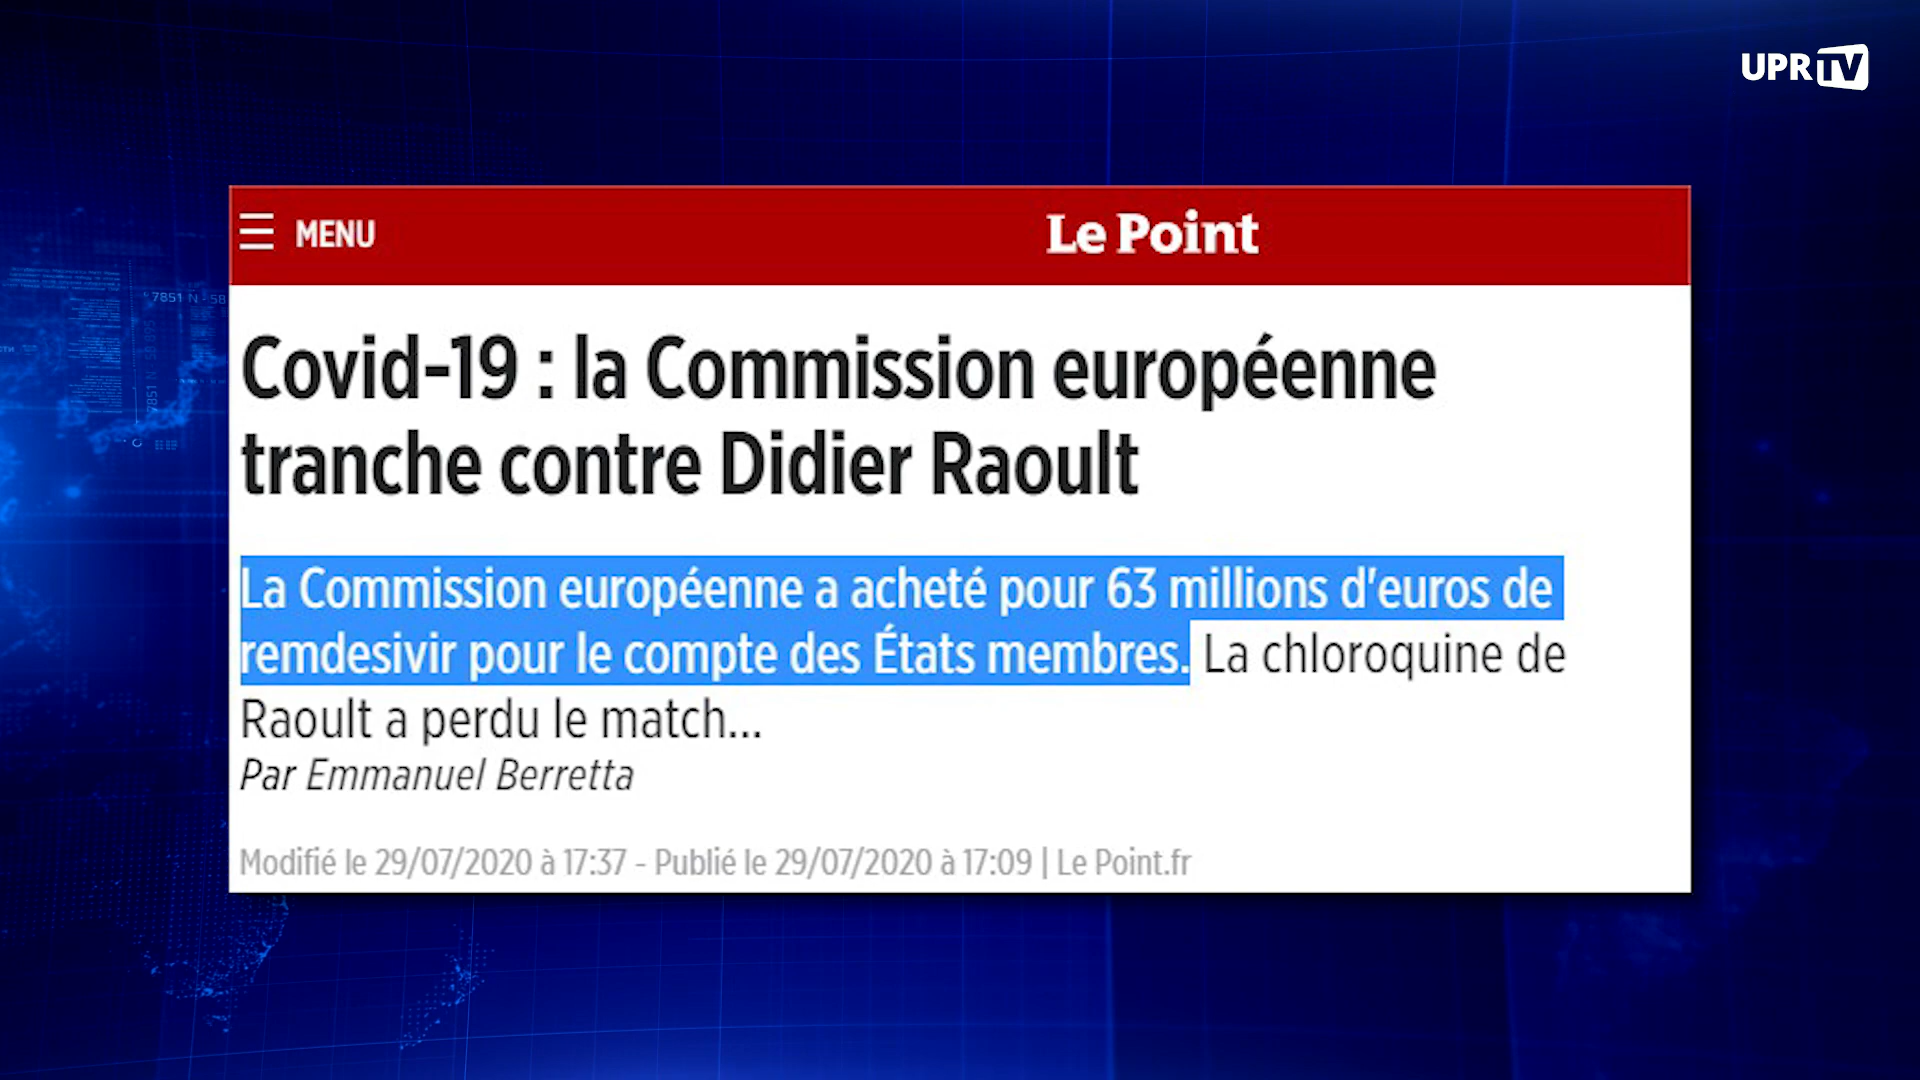 UPR TV
MENU
Le Point
Covid-19 : la Commission européenne
tranche contre Didier Raoult
La Commission européenne a acheté pour 63 millions d'euros de
remdesivir pour le compte des États membres. La chloroquine de
Raoult a perdu le match...
Par Emmanuel Berretta
Modifié le 29/07/2020 à 17:37 - Publié le 29/07/2020 à 17:09 | Le Point.fr
7851 N - 58